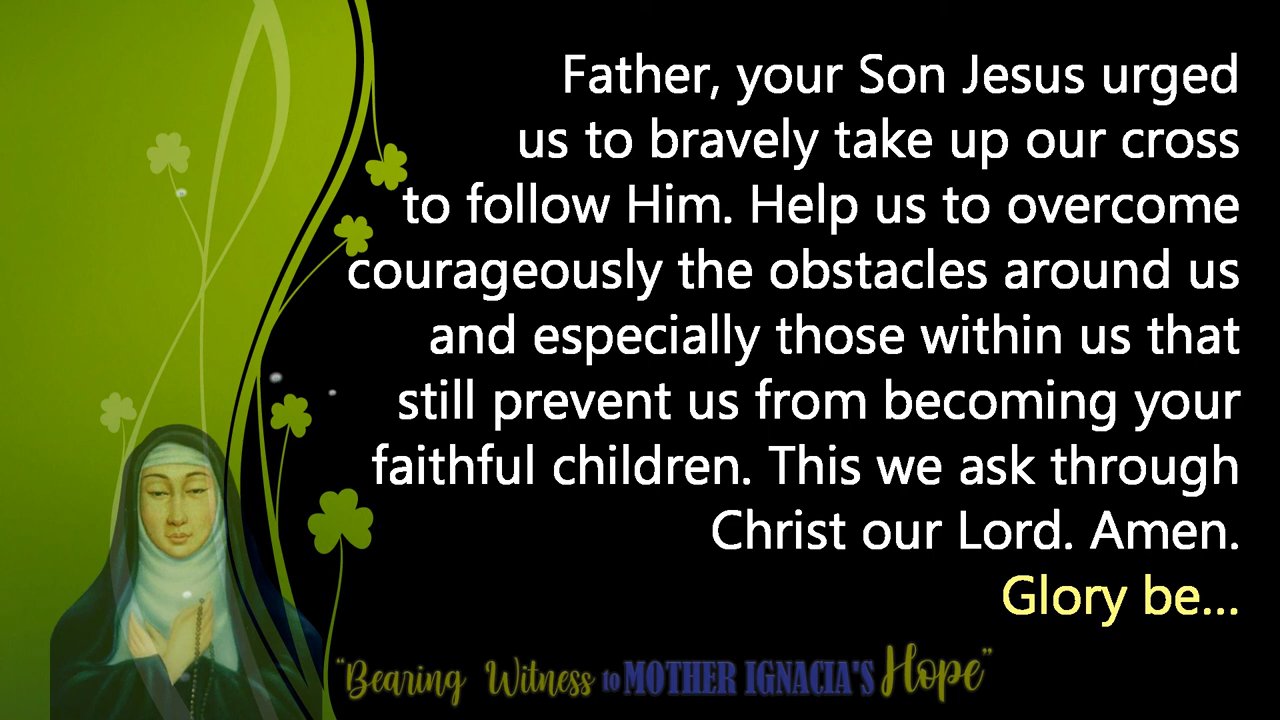 Father, your Son Jesus urged
us to bravely take up our cross
to follow Him. Help us to overcome
courageously the obstacles around us
and especially those within us that
still prevent us from becoming your
faithful children. This we ask through
Christ our Lord. Amen.
Glory be...
"Bearing Witness to MOTHER IGNACIA'S Hope"